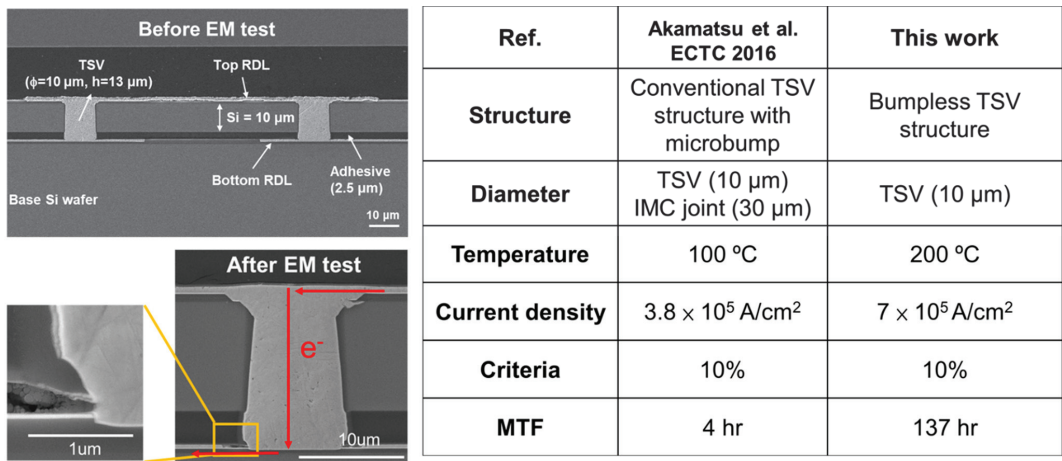 Before EM test
TSV
(ϕ=10 μm, h=13 μm)
Top RDL
Si = 10 μm
Bottom RDL
Adhesive
(2.5 μm)
Base Si wafer
10 μm
After EM test
e-
10um
1um
Ref.
Akamatsu et al.
ECTC 2016
This work
Structure
Conventional TSV
structure with
microbump
Bumpless TSV
structure
Diameter
TSV (10 μm)
IMC joint (30 μm)
TSV (10 μm)
Temperature
100 ºC
200 ºC
Current density
3.8 × 10⁵ A/cm²
7 × 10⁵ A/cm²
Criteria
10%
10%
MTF
4 hr
137 hr